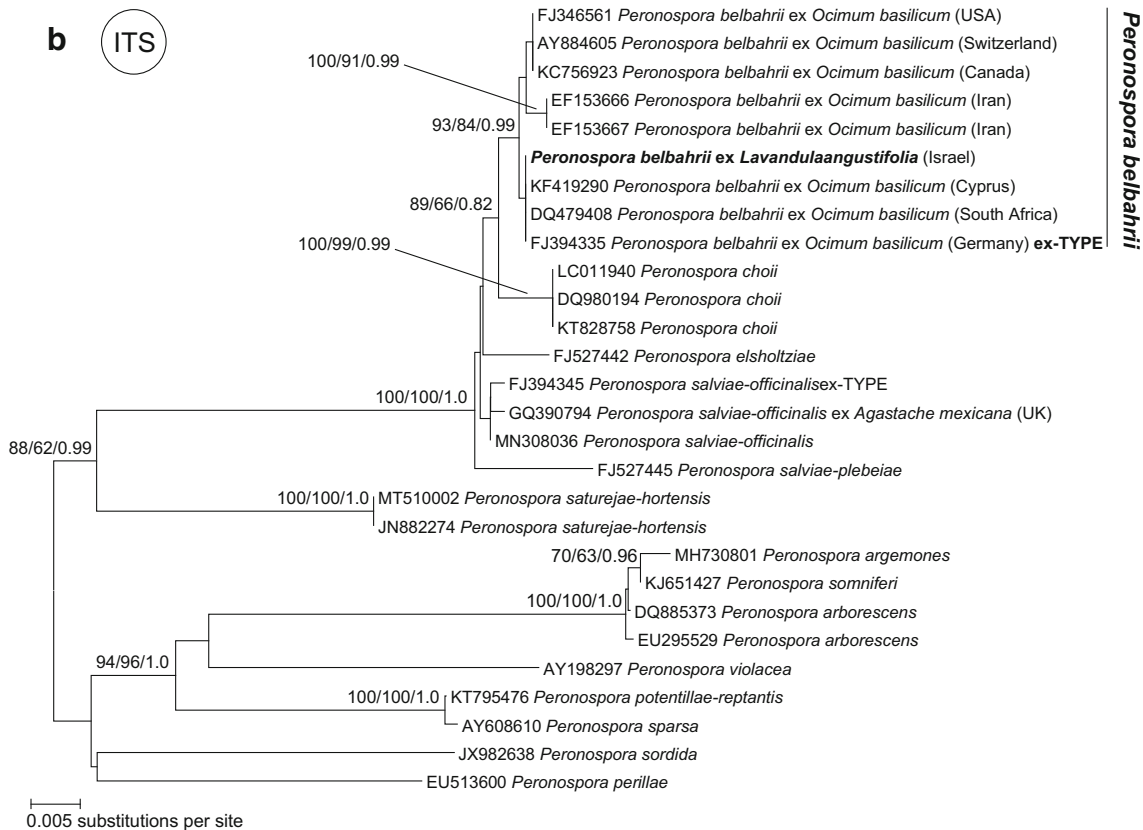 b
ITS
FJ346561 Peronospora belbahrii ex Ocimum basilicum (USA)
AY884605 Peronospora belbahrii ex Ocimum basilicum (Switzerland)
KC756923 Peronospora belbahrii ex Ocimum basilicum (Canada)
100/91/0.99
EF153666 Peronospora belbahrii ex Ocimum basilicum (Iran)
EF153667 Peronospora belbahrii ex Ocimum basilicum (Iran)
93/84/0.99
Peronospora belbahrii ex Lavandulaangustifolia (Israel)
KF419290 Peronospora belbahrii ex Ocimum basilicum (Cyprus)
DQ479408 Peronospora belbahrii ex Ocimum basilicum (South Africa)
FJ394335 Peronospora belbahrii ex Ocimum basilicum (Germany) ex-TYPE
Peronospora belbahrii
89/66/0.82
100/99/0.99
LC011940 Peronospora choii
DQ980194 Peronospora choii
KT828758 Peronospora choii
FJ527442 Peronospora elsholtziae
FJ394345 Peronospora salviae-officinalisex-TYPE
100/100/1.0
GQ390794 Peronospora salviae-officinalis ex Agastache mexicana (UK)
MN308036 Peronospora salviae-officinalis
88/62/0.99
FJ527445 Peronospora salviae-plebeiae
100/100/1.0
MT510002 Peronospora saturejae-hortensis
JN882274 Peronospora saturejae-hortensis
70/63/0.96
MH730801 Peronospora argemones
KJ651427 Peronospora somniferi
100/100/1.0
DQ885373 Peronospora arborescens
EU295529 Peronospora arborescens
94/96/1.0
AY198297 Peronospora violacea
100/100/1.0
KT795476 Peronospora potentillae-reptantis
AY608610 Peronospora sparsa
JX982638 Peronospora sordida
EU513600 Peronospora perillae
0.005 substitutions per site